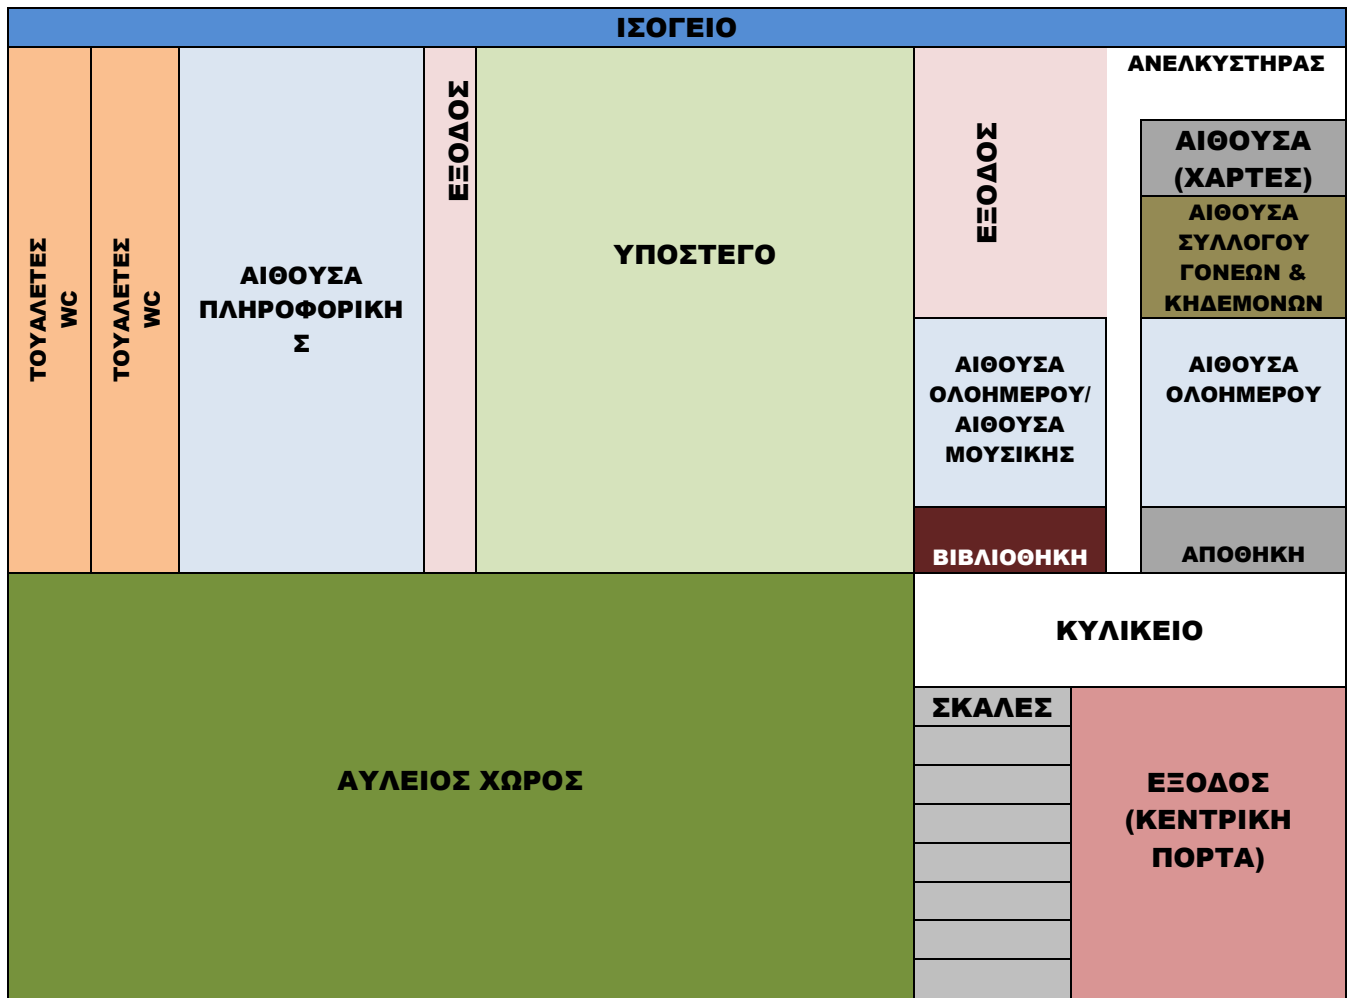 ΙΣΟΓΕΙΟ
ΤΟΥΑΛΕΤΕΣ
WC
ΤΟΥΑΛΕΤΕΣ
WC
ΑΙΘΟΥΣΑ
ΠΛΗΡΟΦΟΡΙΚΗ
Σ
ΕΞΟΔΟΣ
ΥΠΟΣΤΕΓΟ
ΕΞΟΔΟΣ
ΑΝΕΛΚΥΣΤΗΡΑΣ
ΑΙΘΟΥΣΑ
(ΧΑΡΤΕΣ)
ΑΙΘΟΥΣΑ
ΣΥΛΛΟΓΟΥ
ΓΟΝΕΩΝ &
ΚΗΔΕΜΟΝΩΝ
ΑΙΘΟΥΣΑ
ΟΛΟΗΜΕΡΟΥ/
ΑΙΘΟΥΣΑ
ΜΟΥΣΙΚΗΣ
ΑΙΘΟΥΣΑ
ΟΛΟΗΜΕΡΟΥ
ΒΙΒΛΙΟΘΗΚΗ
ΑΠΟΘΗΚΗ
ΚΥΛΙΚΕΙΟ
ΣΚΑΛΕΣ
ΑΥΛΕΙΟΣ ΧΩΡΟΣ
ΕΞΟΔΟΣ
(ΚΕΝΤΡΙΚΗ
ΠΟΡΤΑ)